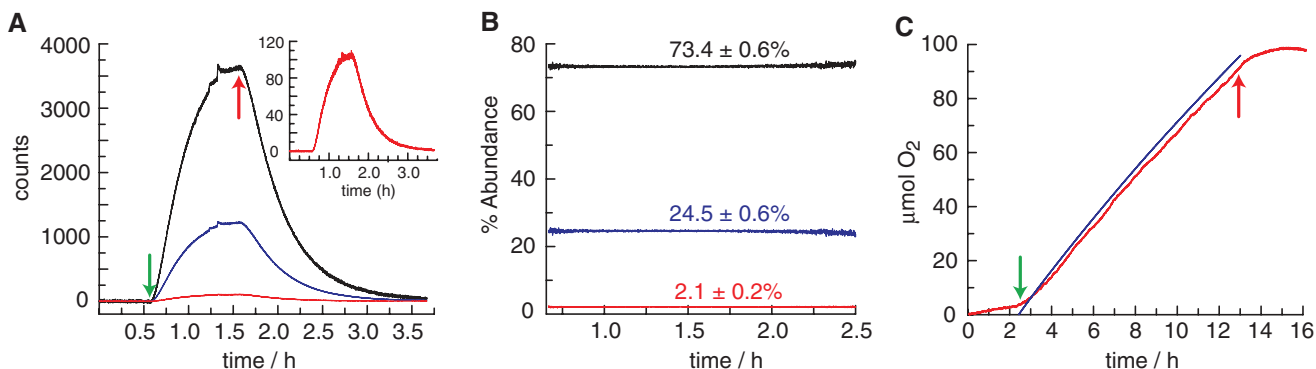 A
counts
4000
3500
3000
2500
2000
1500
1000
500
0
0.5 1.0 1.5 2.0 2.5 3.0 3.5
time / h
120
80
40
0
1.0 2.0 3.0
time (h)
B
% Abundance
80
60
40
20
0
73.4 ± 0.6%
24.5 ± 0.6%
2.1 ± 0.2%
1.0 1.5 2.0 2.5
time / h
C
μmol O2
100
80
60
40
20
0
0 2 4 6 8 10 12 14 16
time / h